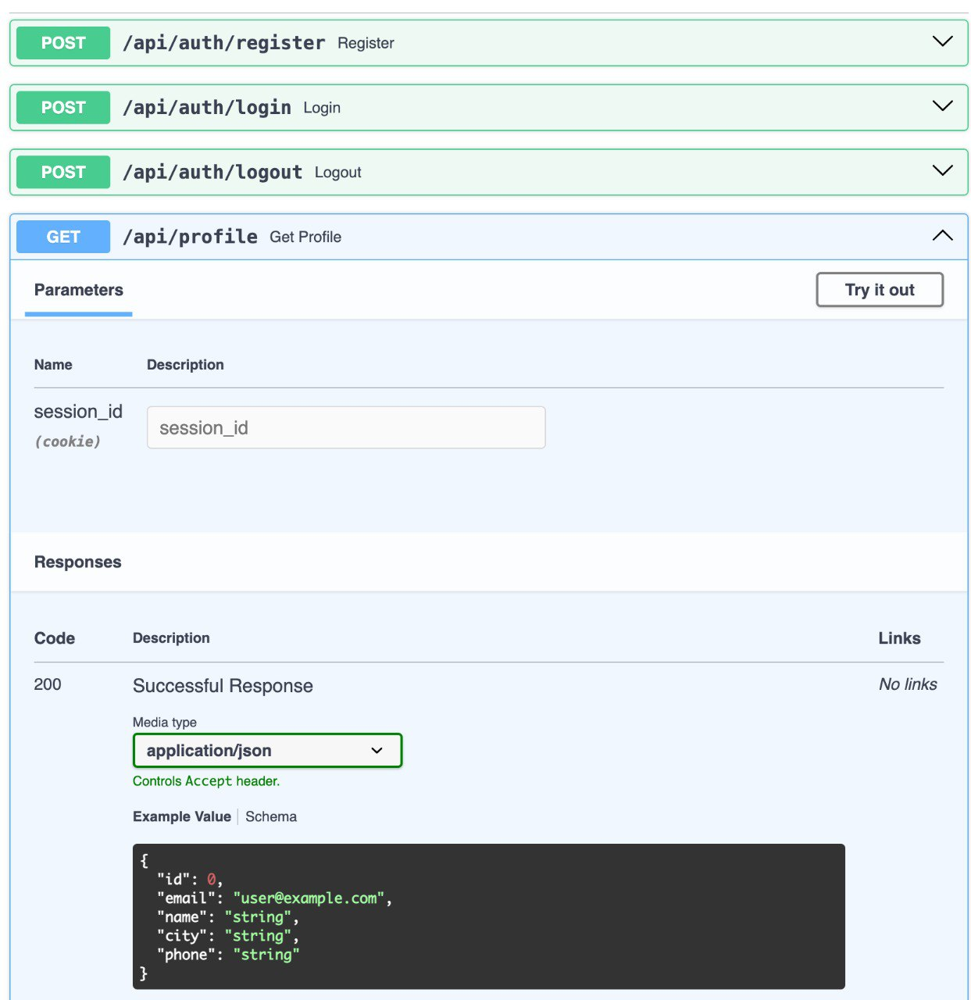 POST /api/auth/register Register
POST /api/auth/login Login
POST /api/auth/logout Logout
GET /api/profile Get Profile
Parameters Try it out
Name Description
session_id session_id
(cookie)
Responses
Code Description Links
200 Successful Response No links
Media type
application/json
Controls Accept header.
Example Value Schema
{
"id": 0,
"email": "user@example.com",
"name": "string",
"city": "string",
"phone": "string"
}